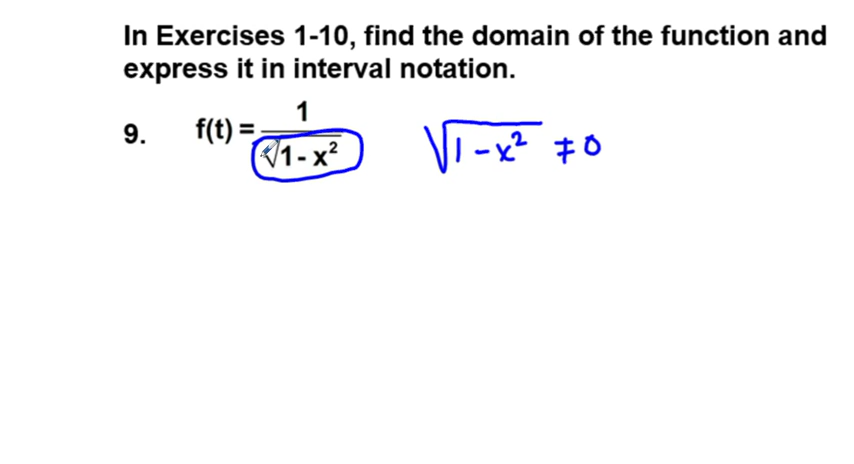 In Exercises 1-10, find the domain of the function and
express it in interval notation.
9. f(t) = 1/√1 - x² √1 - x² ≠ 0